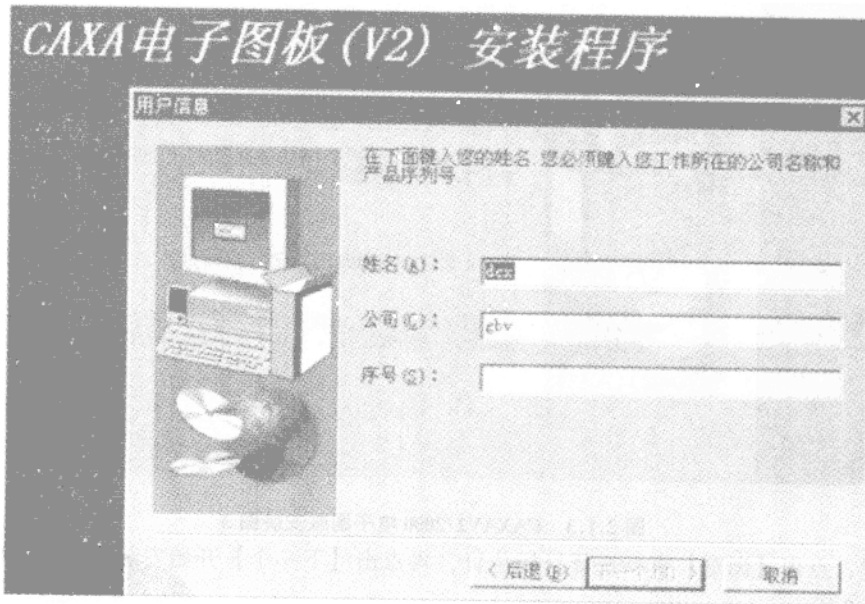 CAXA电子图板(V2) 安装程序
用户信息
在下面键入您的姓名.您必须键入您工作所在的公司名称和
产品序列号.
姓名(A):
公司(C):
cbv
序号(S):
< 后退(B)
取消